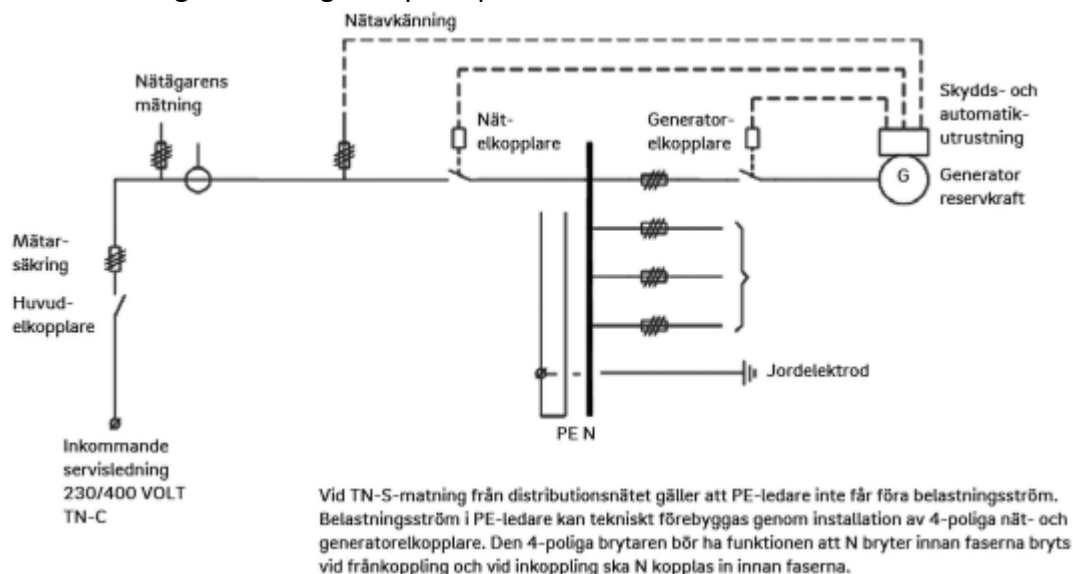 Nätavkänning
Nätägarens
mätning
Nät-
elkopplare
Generator-
elkopplare
Skydds- och
automatik-
utrustning
G
Generator
reservkraft
Mätar-
säkring
Huvud-
elkopplare
Jordelektrod
PE N
Inkommande
servisledning
230/400 VOLT
TN-C
Vid TN-S-matning från distributionsnätet gäller att PE-ledare inte får föra belastningsström.
Belastningsström i PE-ledare kan tekniskt förebyggas genom installation av 4-poliga nät- och
generatorelkopplare. Den 4-poliga brytaren bör ha funktionen att N bryter innan faserna bryts
vid frånkoppling och vid inkoppling ska N kopplas in innan faserna.